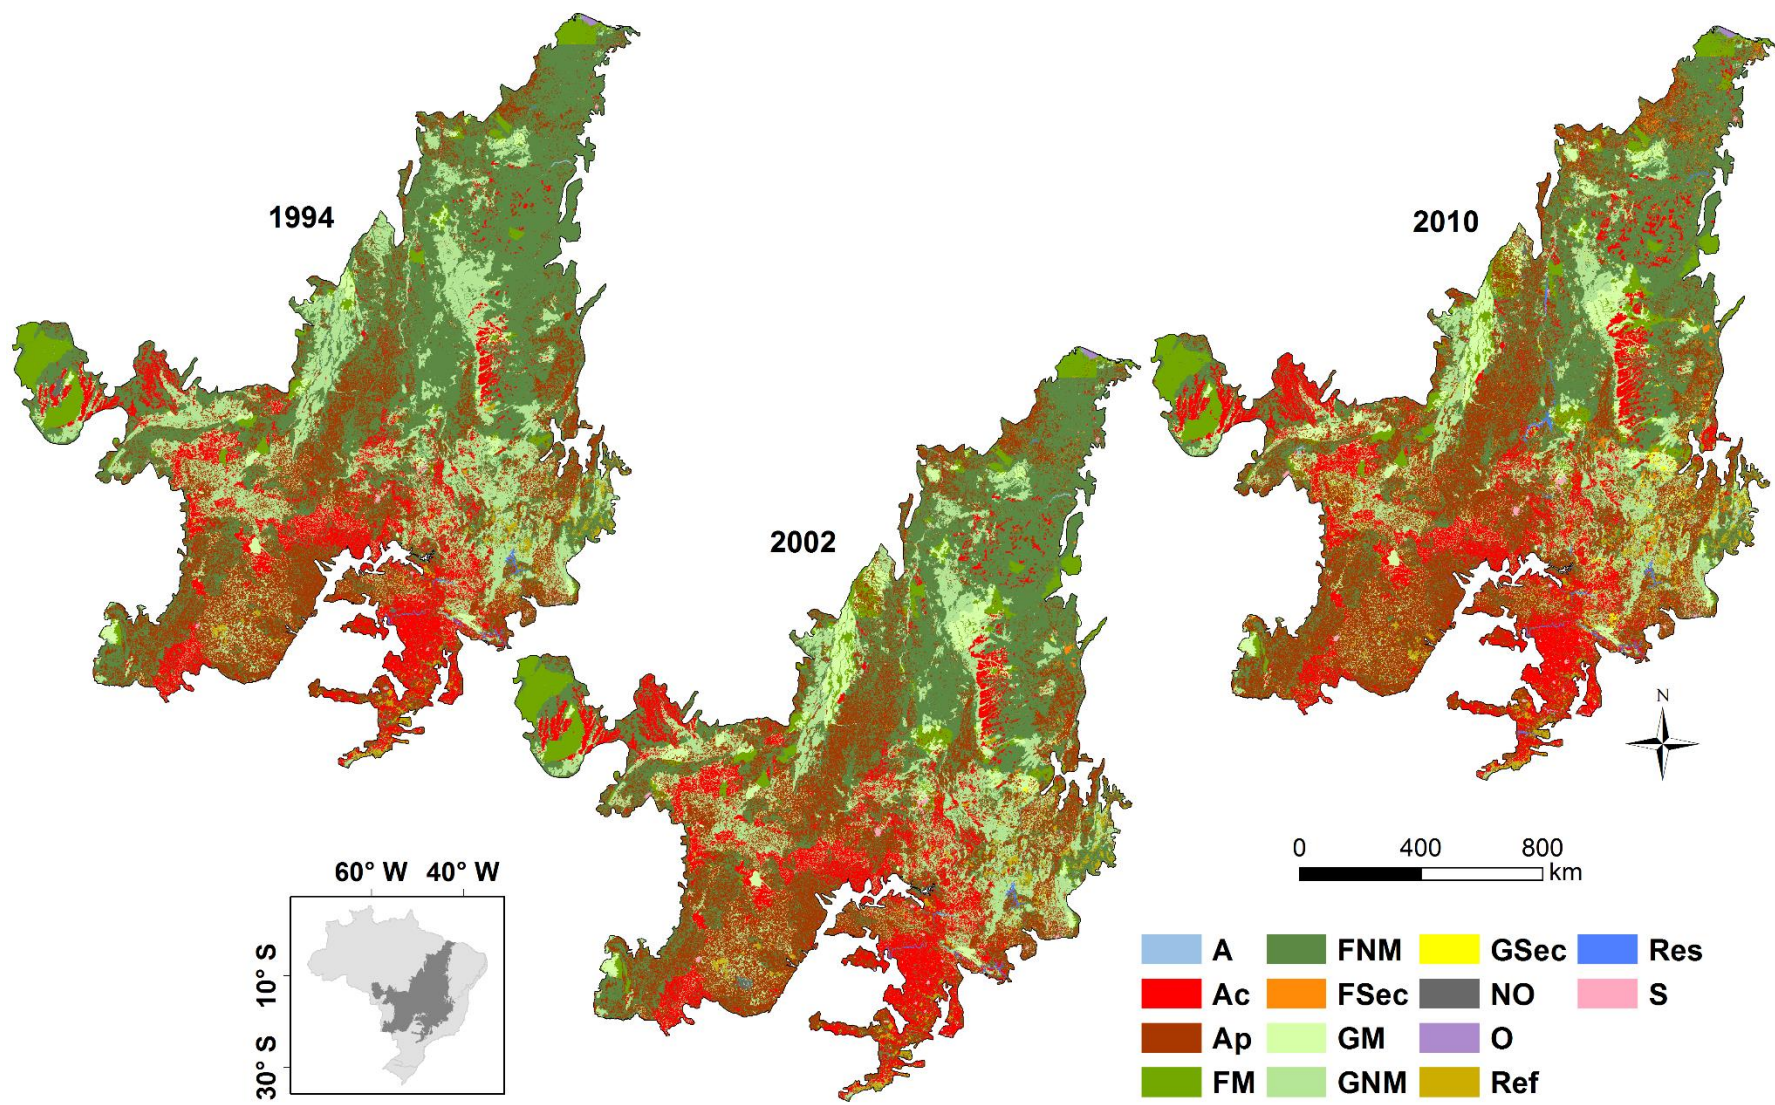 1994
2010
2002
N
0 400 800
km
60° W 40° W
10° S
30° S
A FNM GSec Res
Ac FSec NO S
Ap GM O
FM GNM Ref